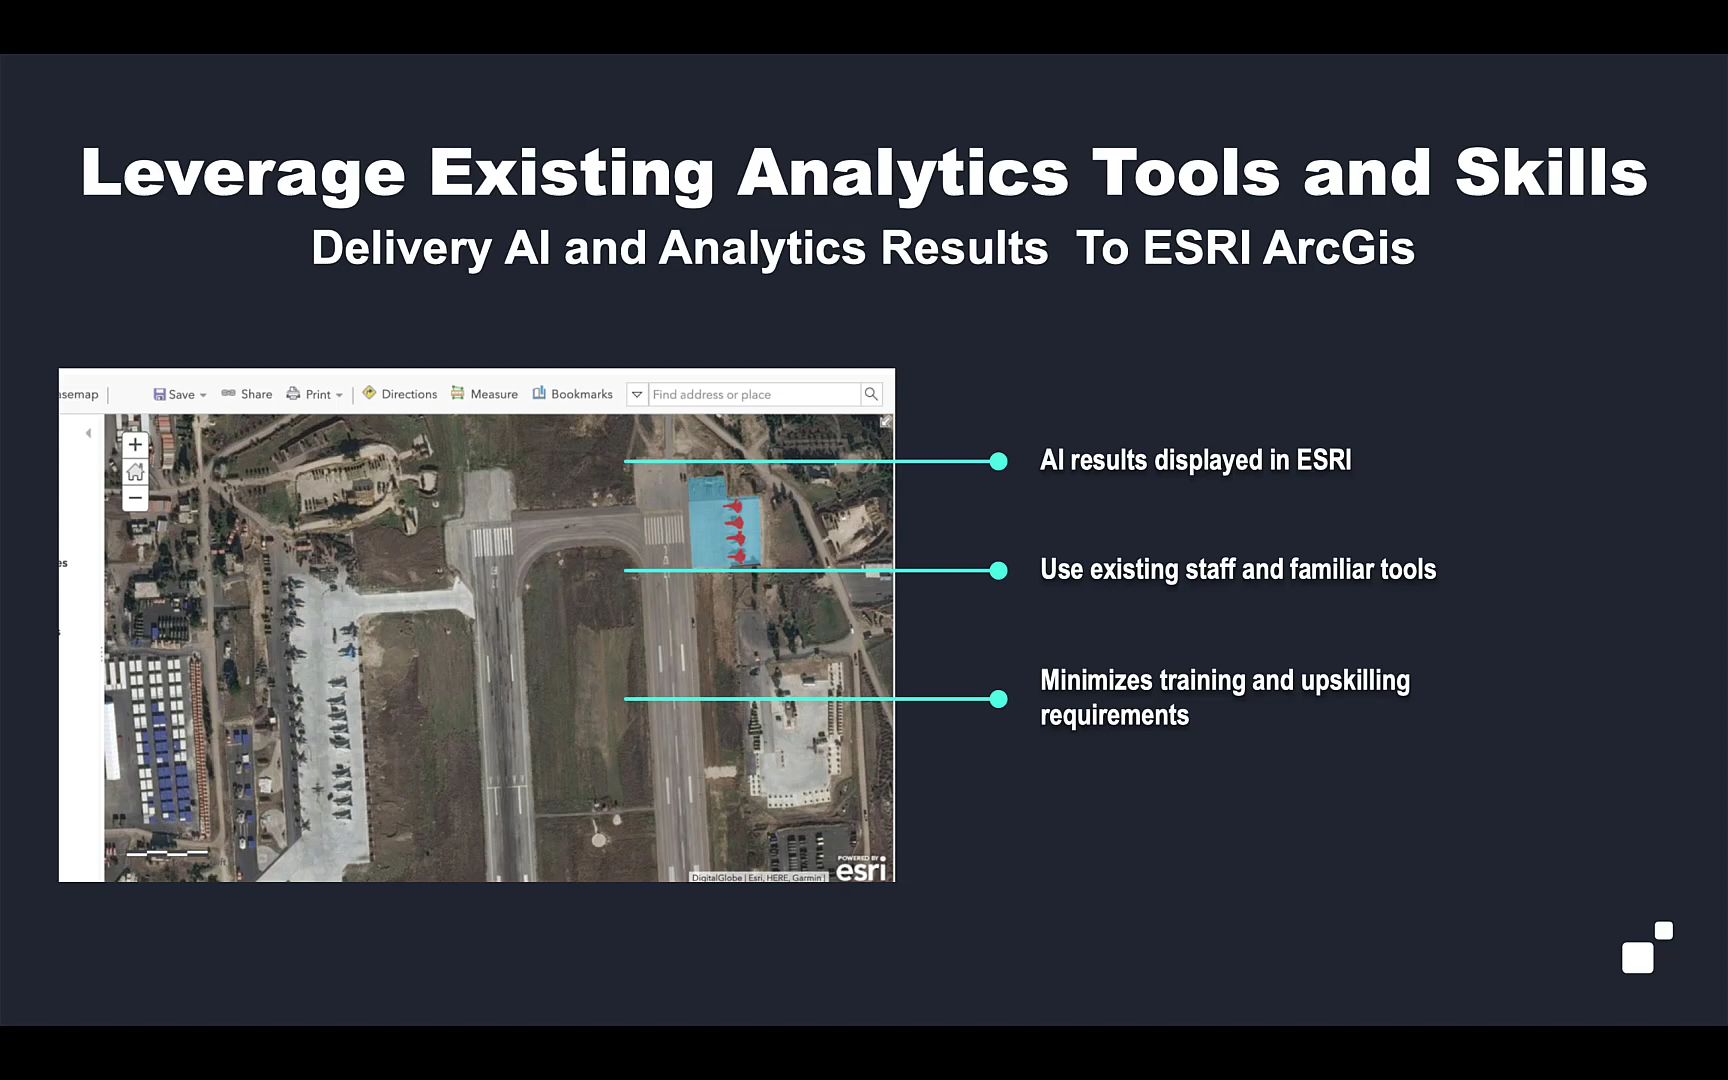 Leverage Existing Analytics Tools and Skills
Delivery AI and Analytics Results To ESRI ArcGis
asemap
Save
Share
Print
Directions
Measure
Bookmarks
Find address or place
AI results displayed in ESRI
es
Use existing staff and familiar tools
Minimizes training and upskilling
requirements
POWERED BY
esri
DigitalGlobe | Esri, HERE, Garmin |